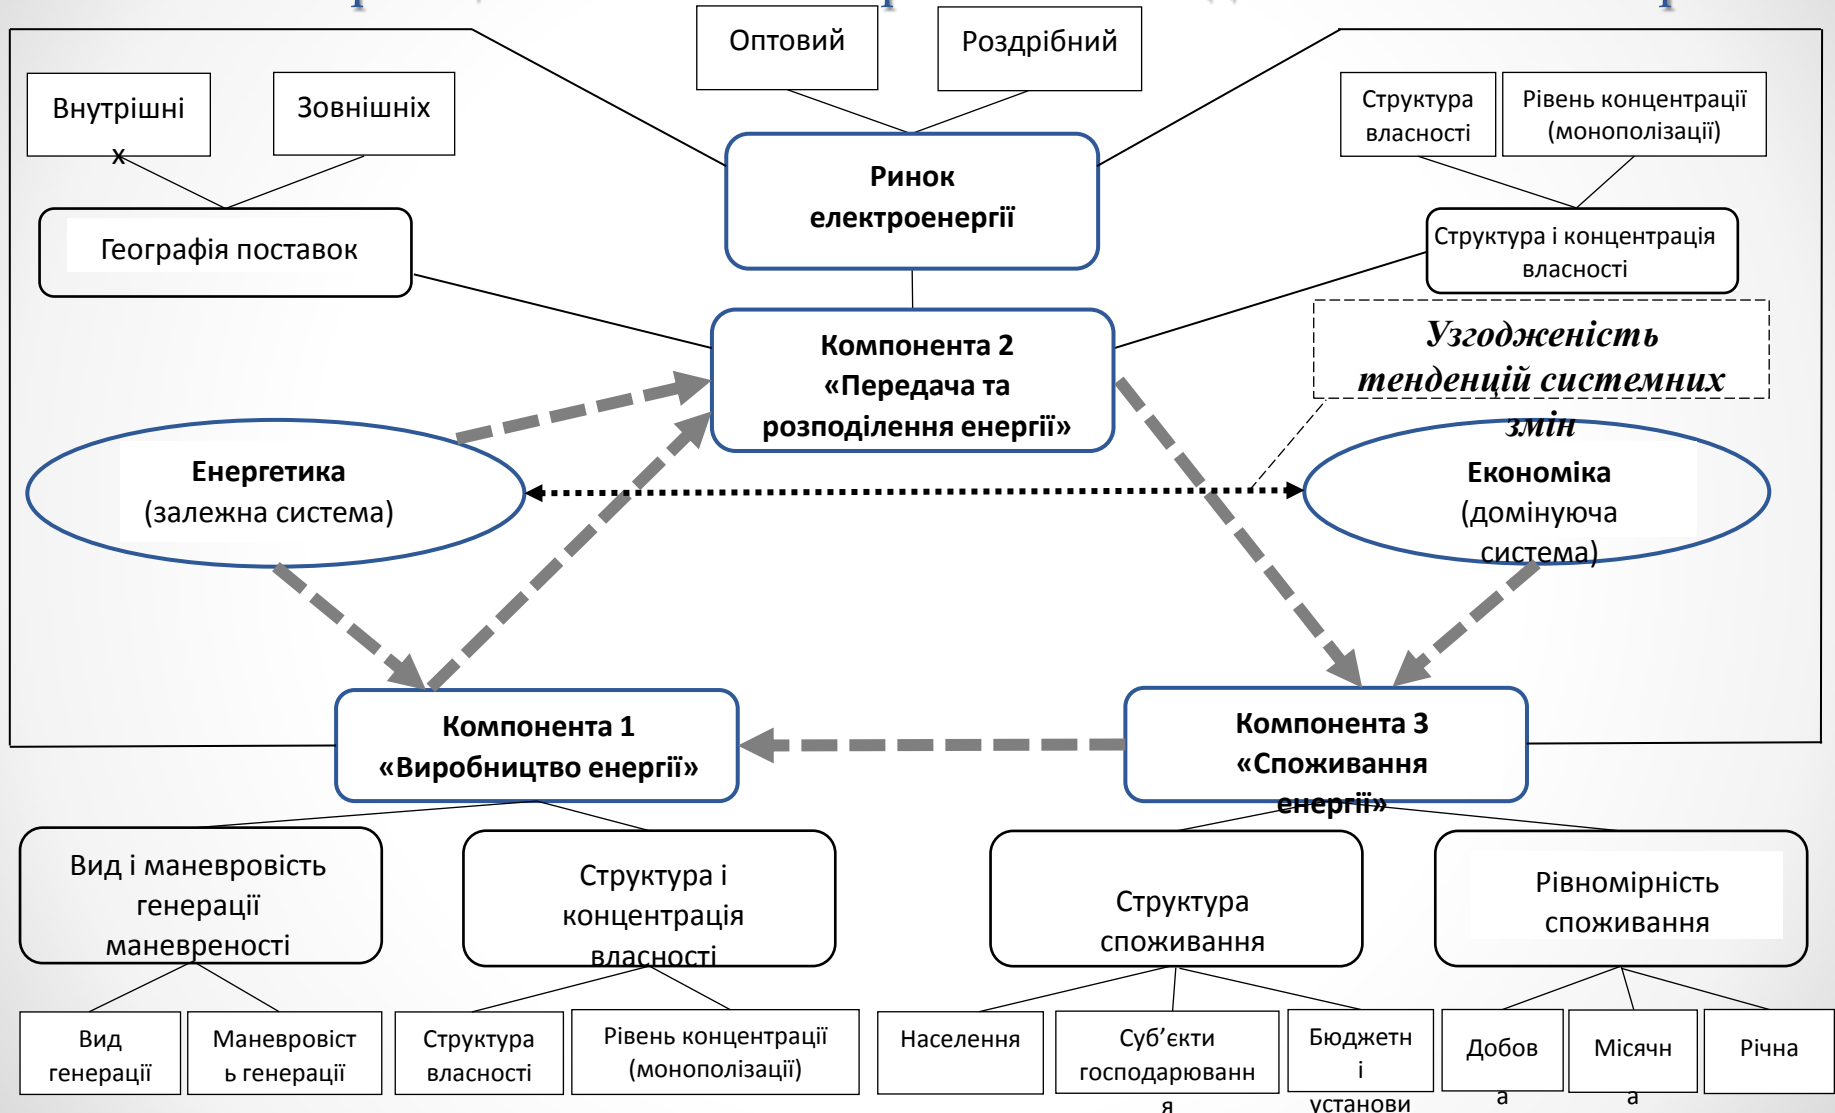 Оптовий
Роздрібний
Внутрішні
х
Зовнішніх
Структура
власності
Рівень концентрації
(монополізації)
Ринок
електроенергії
Географія поставок
Структура і концентрація
власності
Узгодженість
тенденцій системних
змін
Компонента 2
«Передача та
розподілення енергії»
Енергетика
(залежна система)
Економіка
(домінуюча
система)
Компонента 1
«Виробництво енергії»
Компонента 3
«Споживання
енергії»
Вид і маневровість
генерації
маневреності
Структура і
концентрація
власності
Структура
споживання
Рівномірність
споживання
Вид
генерації
Маневровіст
ь генерації
Структура
власності
Рівень концентрації
(монополізації)
Населення
Суб’єкти
господарюванн
я
Бюджетн
і
установи
Добов
а
Місячн
а
Річна